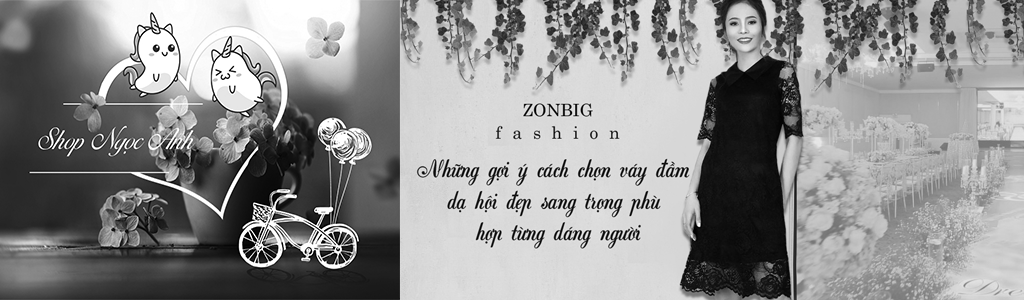 Shop Ngọc Anh
ZONBIG
fashion
Những gợi ý cách chọn váy đầm
dạ hội đẹp sang trọng phù
hợp từng dáng người